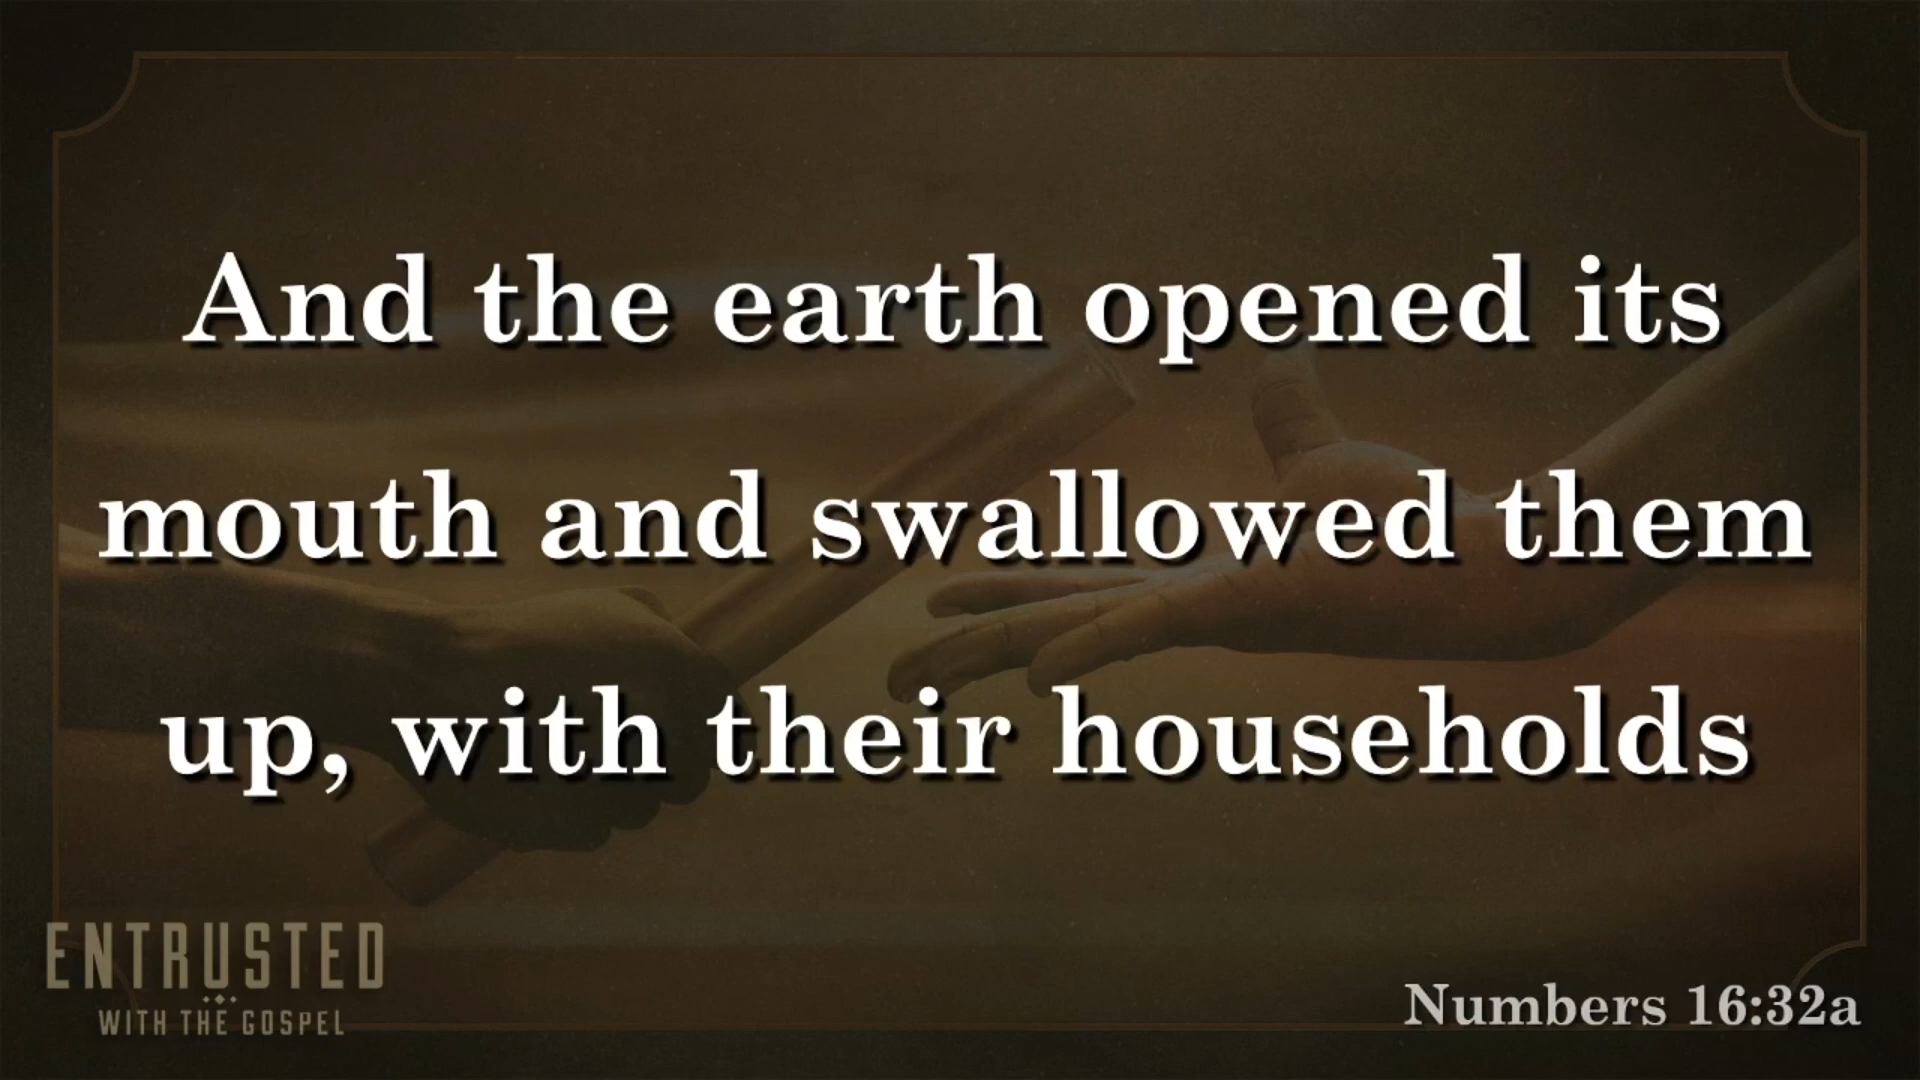 And the earth opened its
mouth and swallowed them
up, with their households
ENTRUSTED
WITH THE GOSPEL
Numbers 16:32a